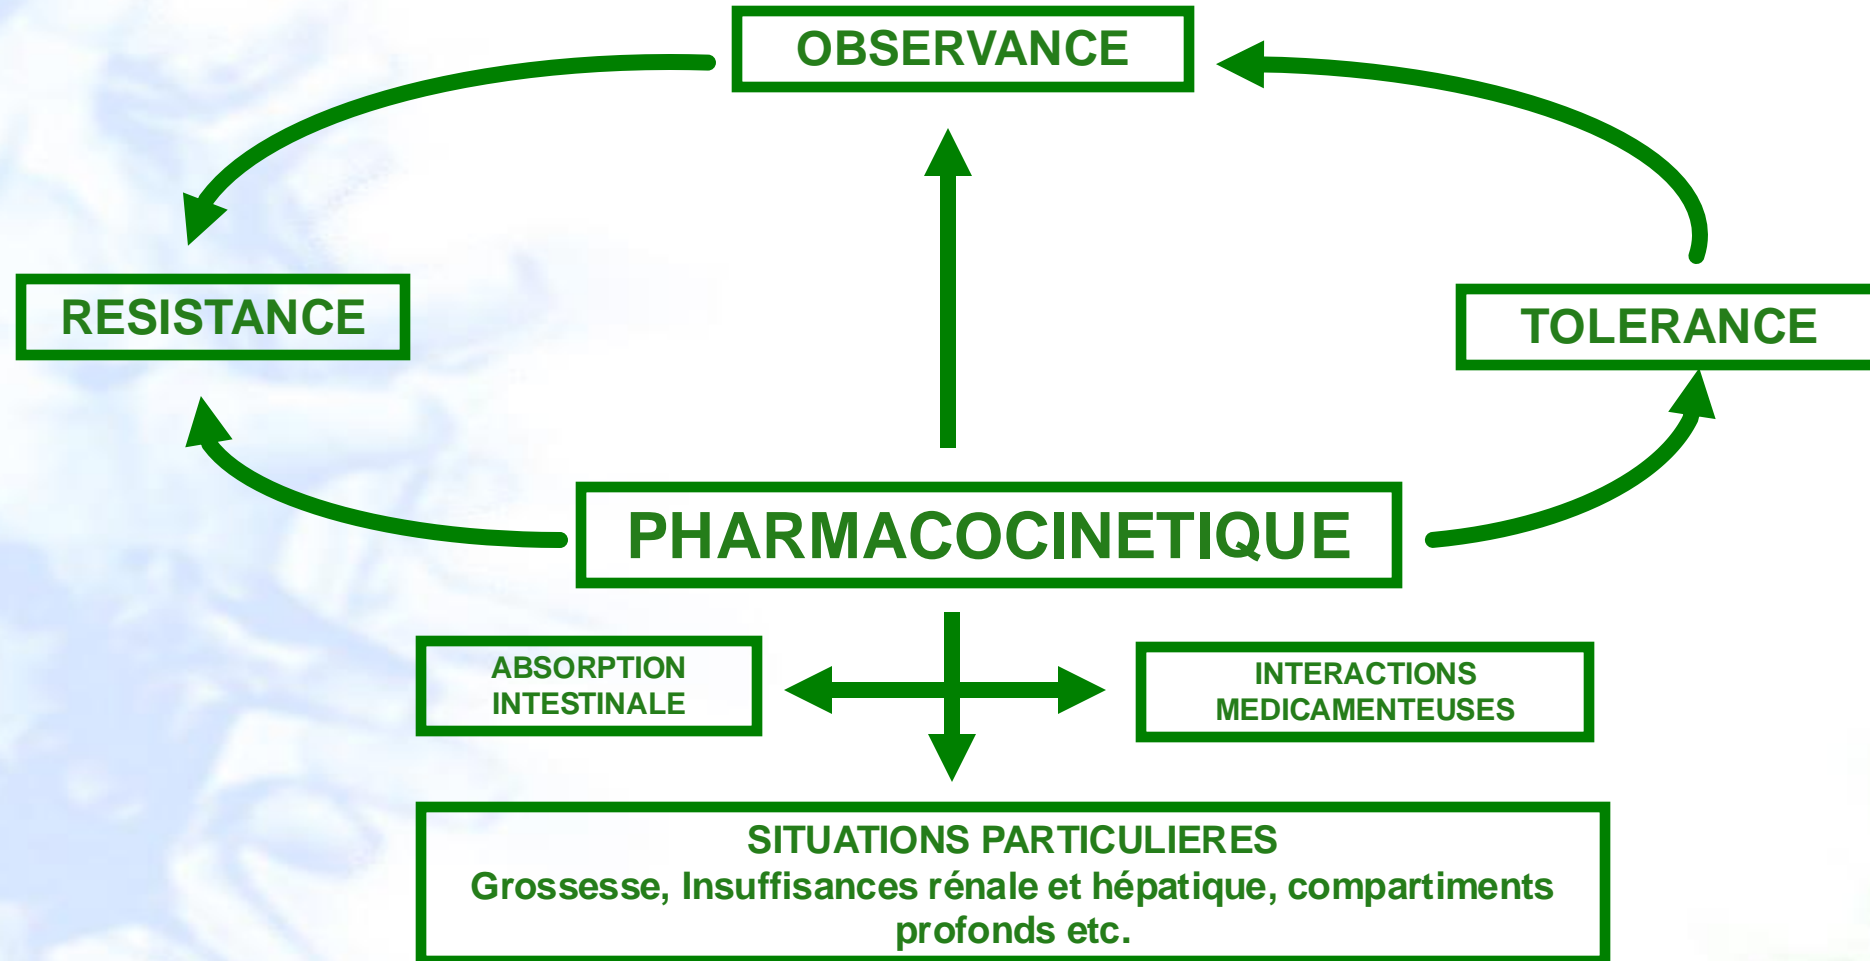 OBSERVANCE
RESISTANCE
TOLERANCE
PHARMACOCINETIQUE
ABSORPTION
INTESTINALE
INTERACTIONS
MEDICAMENTEUSES
SITUATIONS PARTICULIERES
Grossesse, Insuffisances rénale et hépatique, compartiments
profonds etc.